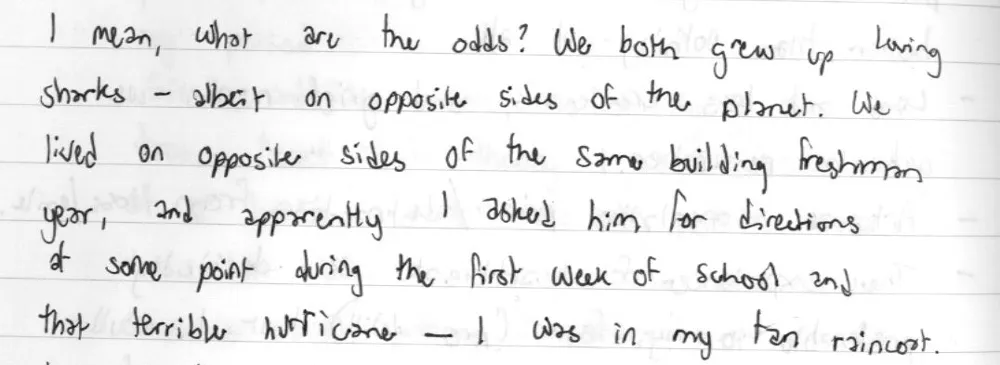 I mean, what are the odds? We both grew up loving
sharks – albeit on opposite sides of the planet. We
lived on opposite sides of the same building freshman
year, and apparently I asked him for directions
at some point during the first week of school and
that terrible hurricane – I was in my tan raincoat.